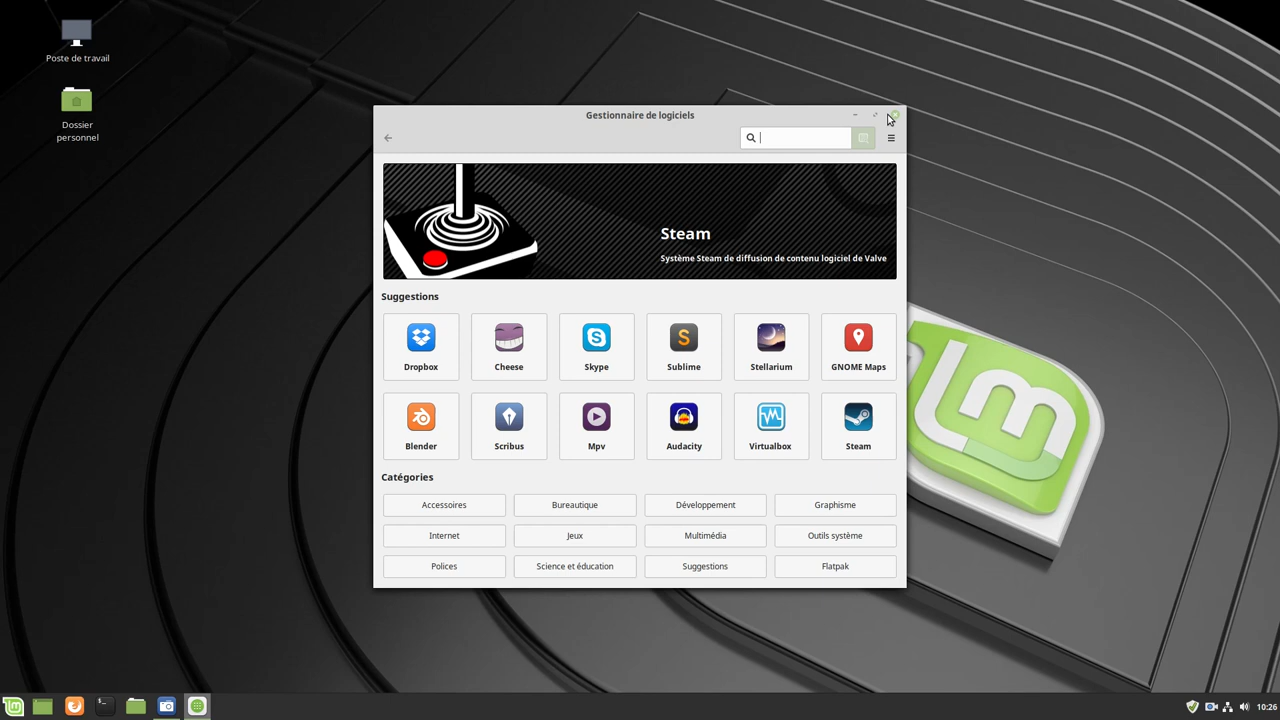 Poste de travail
Dossier
personnel
Gestionnaire de logiciels
Steam
Système Steam de diffusion de contenu logiciel de Valve
Suggestions
Dropbox
Cheese
Skype
Sublime
Stellarium
GNOME Maps
Blender
Scribus
Mpv
Audacity
Virtualbox
Steam
Catégories
Accessoires
Bureautique
Développement
Graphisme
Internet
Jeux
Multimédia
Outils système
Polices
Science et éducation
Suggestions
Flatpak
10:26